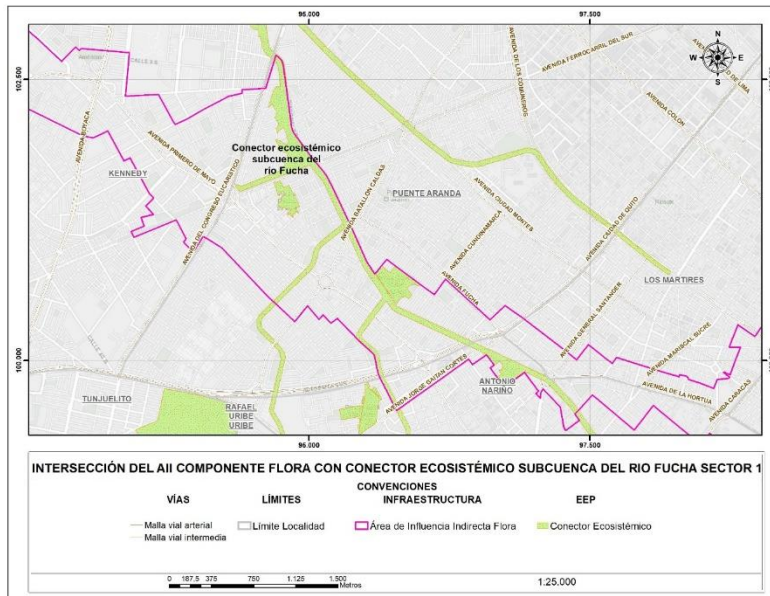 96.000
97.500
103.500
AVENIDA FERROCARRIL DEL SUR
AVENIDA DE LOS COMUNEROS
N
W
E
S
DE LIMA
AVENIDA COLON
AVENIDA BOYACA
AVENIDA PRIMERO DE MAYO
KENNEDY
Conector ecosistémico
subcuenca del
rio Fucha
AVENIDA DEL CONGRESO EUCARISTICO
AVENIDA BATALLON CALDAS
PUENTE ARANDA
AVENIDA CIUDAD MONTES
AVENIDA CUNDINAMARCA
AVENIDA CIUDAD DE QUITO
LOS MARTIRES
AVENIDA FUCHA
AVENIDA GENERAL SANTANDER
AVENIDA MARISCAL SUCRE
100.000
AVENIDA JORGE GAITAN CORTES
ANTONIO
NARIÑO
AVENIDA DE LA HORTUA
AVENIDA CARACAS
TUNJUELITO
RAFAEL
URIBE
URIBE
96.000
97.500
INTERSECCIÓN DEL AII COMPONENTE FLORA CON CONECTOR ECOSISTÉMICO SUBCUENCA DEL RIO FUCHA SECTOR 1
CONVENCIONES
VÍAS
LÍMITES
INFRAESTRUCTURA
EEP
Malla vial arterial
Malla vial intermedia
Límite Localidad
Área de Influencia Indirecta Flora
Conector Ecosistémico
0 187,5 375 750 1.125 1.500
Metros
1:25.000